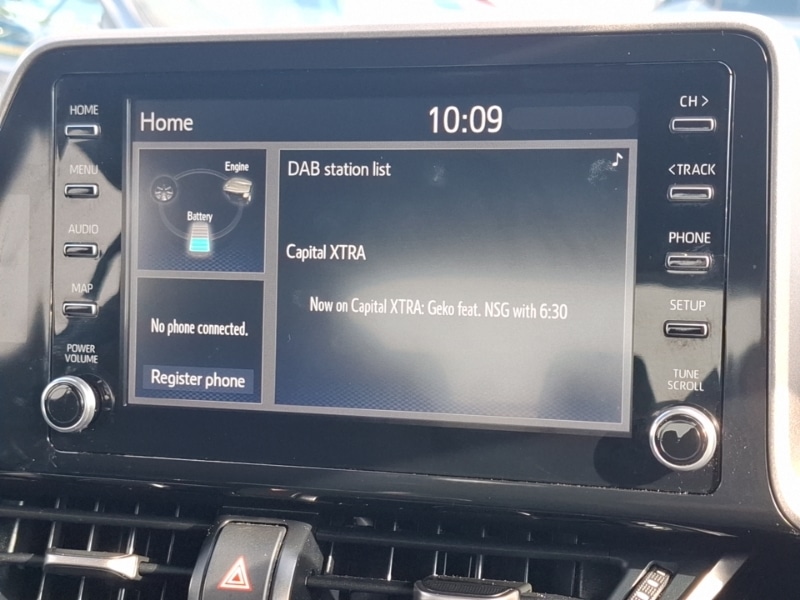 HOME
MENU
AUDIO
MAP
POWER
VOLUME
Home
10:09
Engine
Battery
DAB station list
Capital XTRA
Now on Capital XTRA: Geko feat. NSG with 6:30
No phone connected.
Register phone
CH >
<TRACK
PHONE
SETUP
TUNE
SCROLL